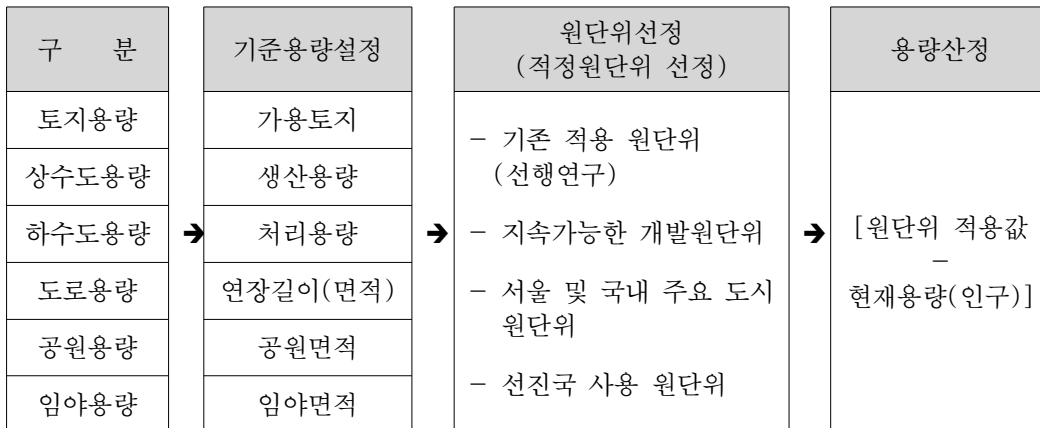 구 분
토지용량
상수도용량
하수도용량
도로용량
공원용량
임야용량
➔
기준용량설정
가용토지
생산용량
처리용량
연장길이(면적)
공원면적
임야면적
➔
원단위선정
(적정원단위 선정)
- 기존 적용 원단위
(선행연구)
- 지속가능한 개발원단위
- 서울 및 국내 주요 도시
원단위
- 선진국 사용 원단위
➔
용량산정
[원단위 적용값
-
현재용량(인구)]